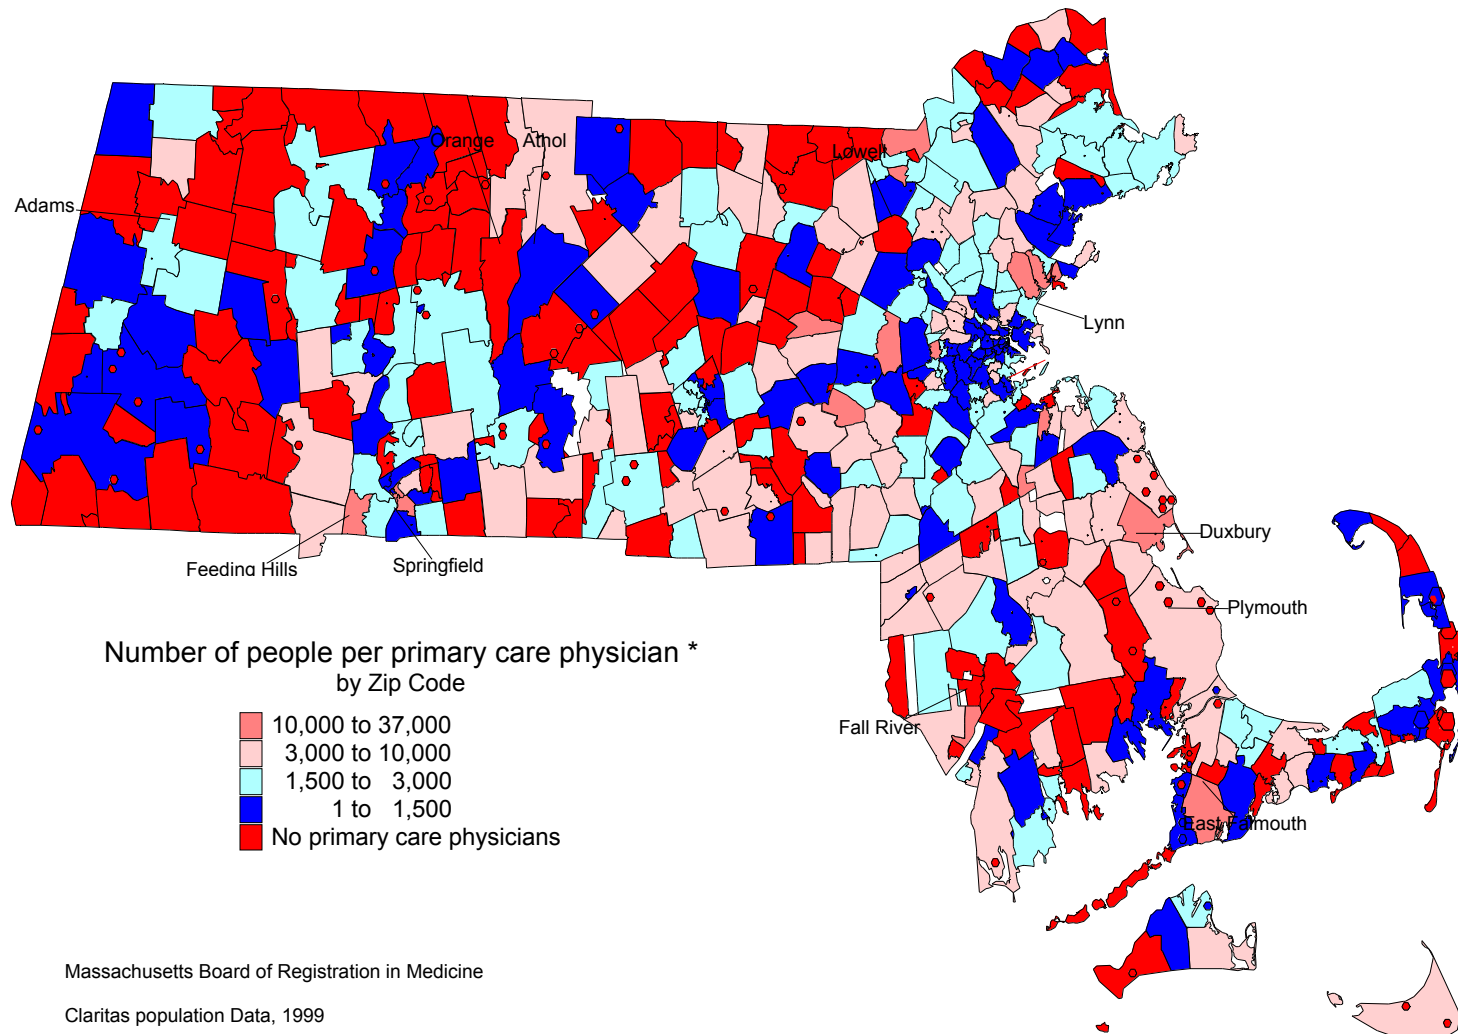 Orange
Athol
Lowell
Adams
Lynn
Duxbury
Springfield
Feeding Hills
Plymouth
Number of people per primary care physician *
by Zip Code
10,000 to 37,000
3,000 to 10,000
1,500 to 3,000
1 to 1,500
No primary care physicians
Fall River
East Falmouth
Massachusetts Board of Registration in Medicine
Claritas population Data, 1999